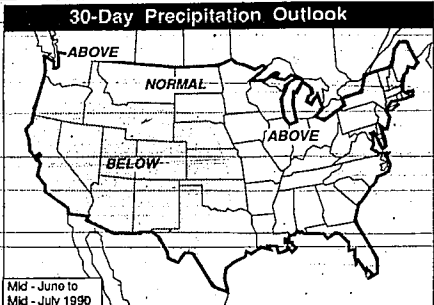 30-Day Precipitation Outlook
ABOVE
NORMAL
ABOVE
BELOW
Mid - June to
Mid - July 1990